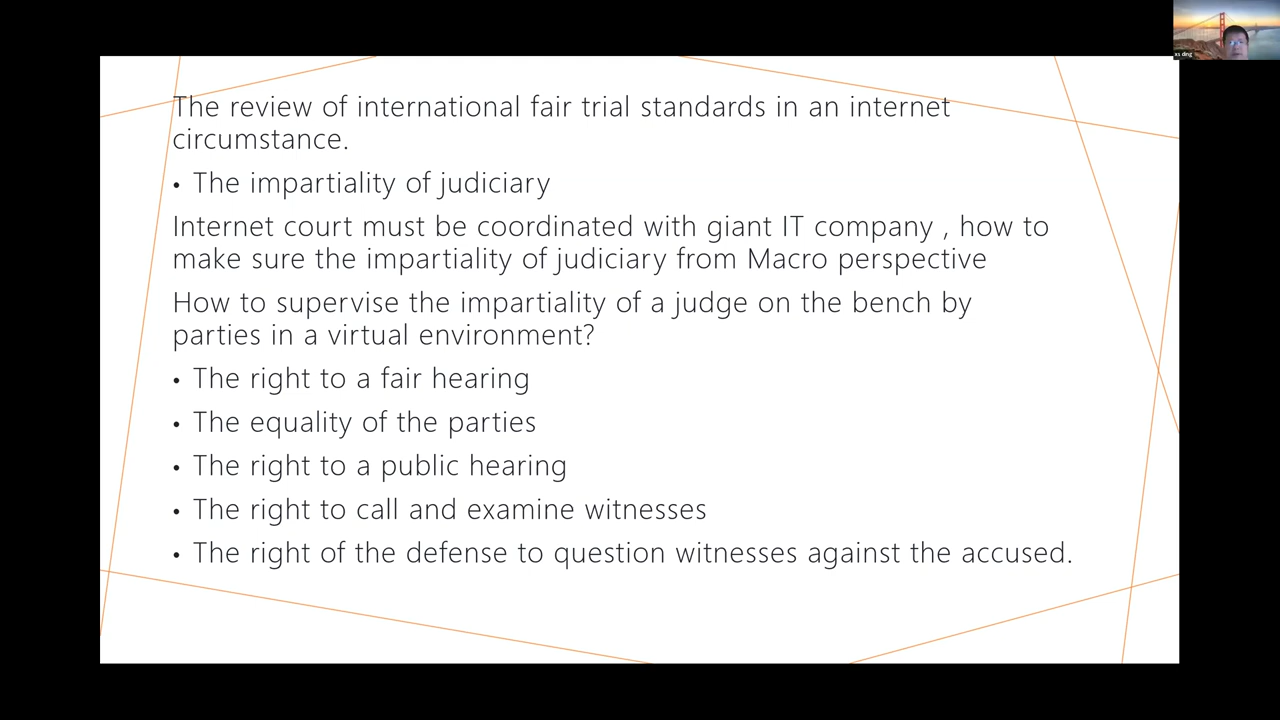 The review of international fair trial standards in an internet
circumstance.
• The impartiality of judiciary
Internet court must be coordinated with giant IT company , how to
make sure the impartiality of judiciary from Macro perspective
How to supervise the impartiality of a judge on the bench by
parties in a virtual environment?
• The right to a fair hearing
• The equality of the parties
• The right to a public hearing
• The right to call and examine witnesses
• The right of the defense to question witnesses against the accused.